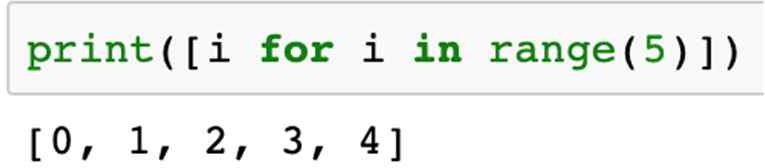 print([i for i in range(5)])
[0, 1, 2, 3, 4]